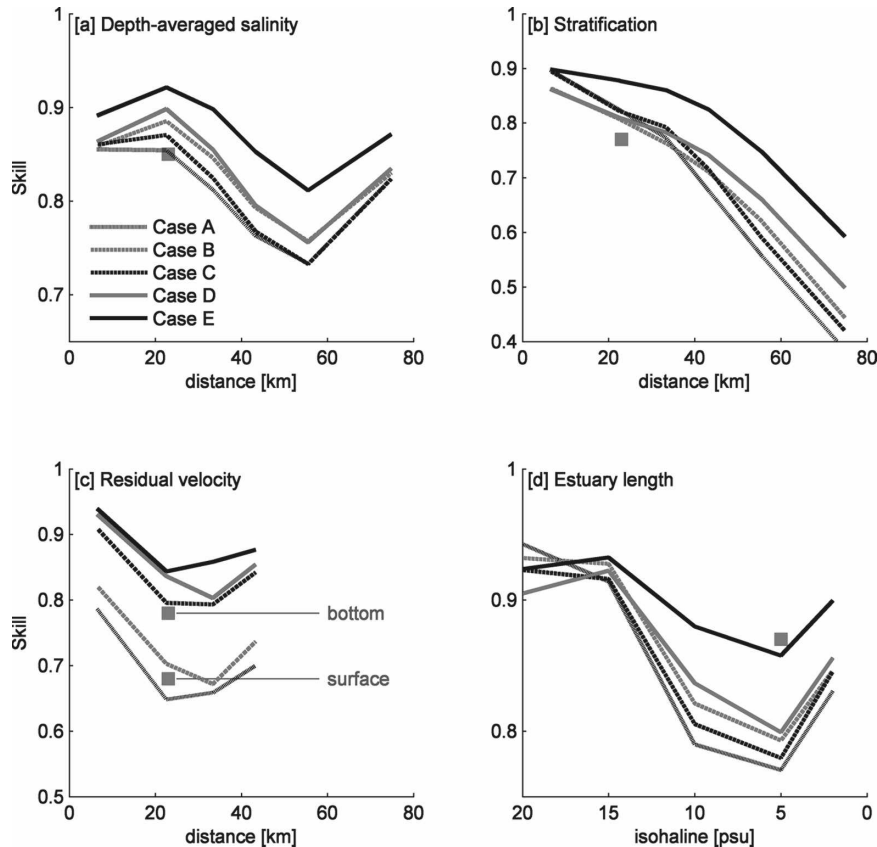 [a] Depth-averaged salinity
1
0.9
0.8
0.7
Skill
Case A
Case B
Case C
Case D
Case E
0 20 40 60 80
distance [km]
[b] Stratification
1
0.9
0.8
0.7
0.6
0.5
0.4
0 20 40 60 80
distance [km]
[c] Residual velocity
1
0.9
0.8
0.7
0.6
0.5
Skill
bottom
surface
0 20 40 60 80
distance [km]
[d] Estuary length
1
0.9
0.8
20 15 10 5 0
isohaline [psu]